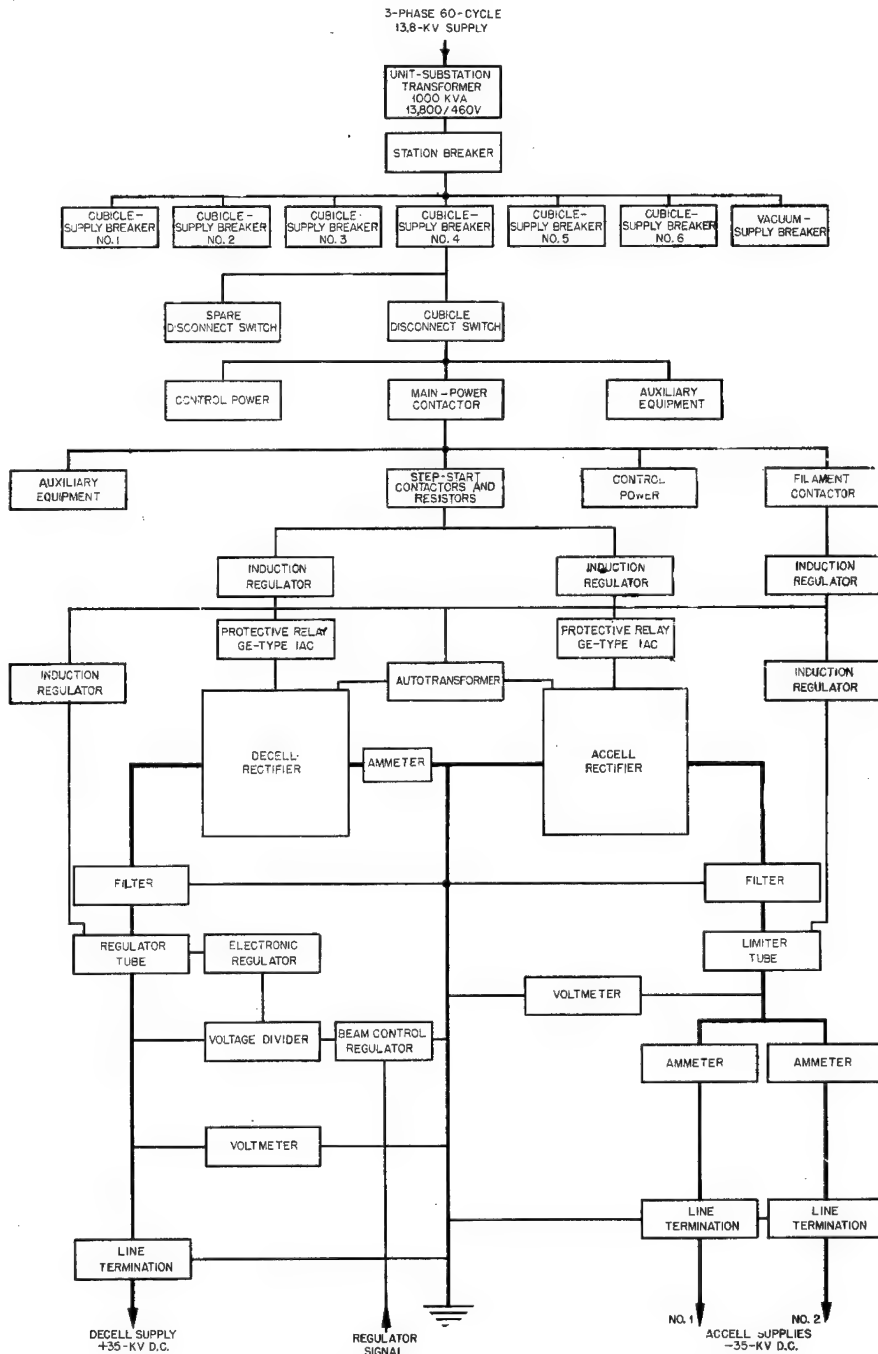 3-PHASE 60-CYCLE
13.8-KV SUPPLY
UNIT-SUBSTATION
TRANSFORMER
1000 KVA
13,800/460V
STATION BREAKER
CUBICLE-
SUPPLY BREAKER
NO. 1
CUBICLE-
SUPPLY BREAKER
NO. 2
CUBICLE-
SUPPLY BREAKER
NO. 3
CUBICLE-
SUPPLY BREAKER
NO. 4
CUBICLE-
SUPPLY BREAKER
NO. 5
CUBICLE-
SUPPLY BREAKER
NO. 6
VACUUM-
SUPPLY BREAKER
SPARE
DISCONNECT SWITCH
CUBICLE
DISCONNECT SWITCH
CONTROL POWER
MAIN-POWER
CONTACTOR
AUXILIARY
EQUIPMENT
AUXILIARY
EQUIPMENT
STEP-START
CONTACTORS AND
RESISTORS
CONTROL
POWER
FILAMENT
CONTACTOR
INDUCTION
REGULATOR
INDUCTION
REGULATOR
INDUCTION
REGULATOR
PROTECTIVE RELAY
GE-TYPE IAC
PROTECTIVE RELAY
GE-TYPE IAC
INDUCTION
REGULATOR
AUTOTRANSFORMER
INDUCTION
REGULATOR
DECELL-
RECTIFIER
AMMETER
ACCELL
RECTIFIER
FILTER
FILTER
REGULATOR
TUBE
ELECTRONIC
REGULATOR
LIMITER
TUBE
VOLTMETER
VOLTAGE DIVIDER
BEAM CONTROL
REGULATOR
AMMETER
AMMETER
VOLTMETER
LINE
TERMINATION
LINE
TERMINATION
LINE
TERMINATION
DECELL SUPPLY
+35-KV D.C.
REGULATOR
SIGNAL
NO. 1
NO. 2
ACCELL SUPPLIES
-35-KV D.C.